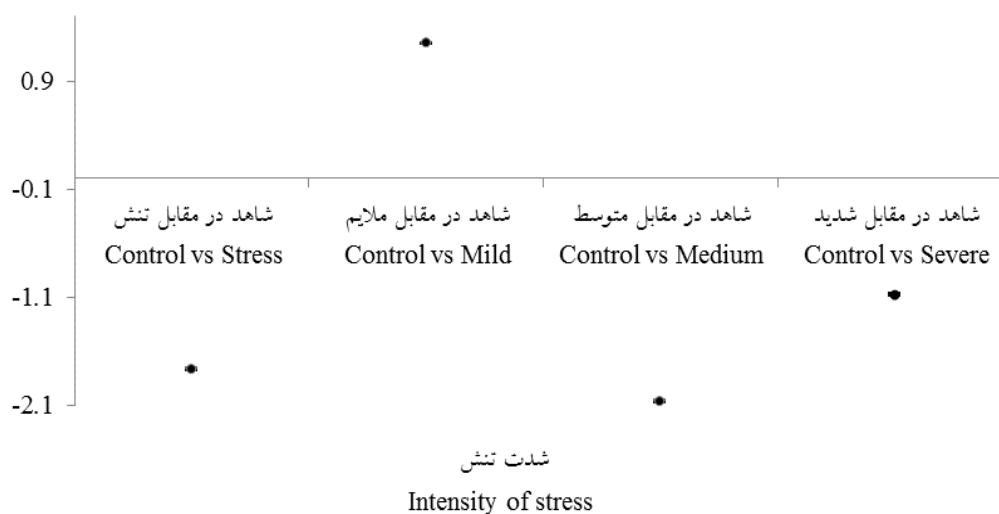 0.9
-0.1
-1.1
-2.1
شاهد در مقابل تنش
Control vs Stress
شاهد در مقابل ملایم
Control vs Mild
شاهد در مقابل متوسط
Control vs Medium
شاهد در مقابل شدید
Control vs Severe
شدت تنش
Intensity of stress